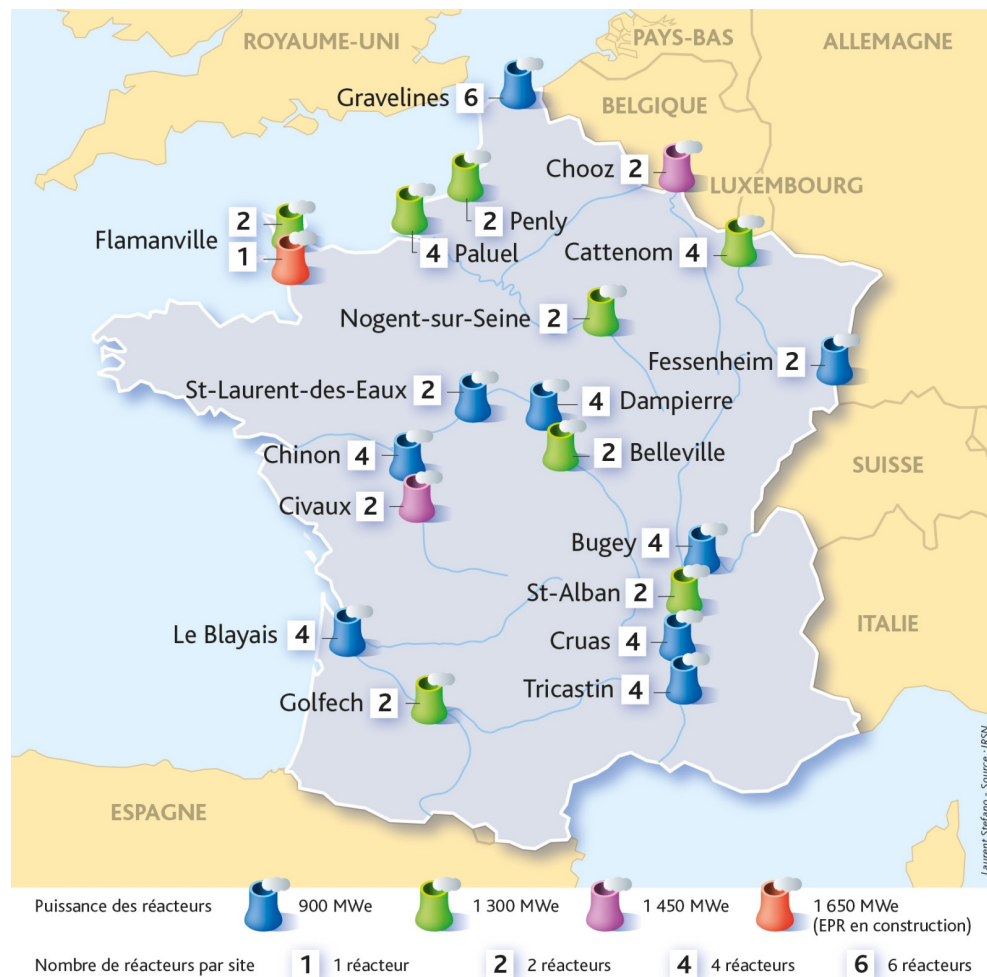 ROYAUME-UNI
PAYS-BAS
ALLEMAGNE
Gravelines 6
BELGIQUE
Chooz 2
LUXEMBOURG
2
Flamanville
1
2 Penly
4 Paluel
Cattenom 4
Nogent-sur-Seine 2
Fessenheim 2
St-Laurent-des-Eaux 2
4 Dampierre
Chinon 4
2 Belleville
SUISSE
Civaux 2
Bugey 4
St-Alban 2
Le Blayais 4
Cruas 4
ITALIE
Golfech 2
Tricastin 4
ESPAGNE
Laurent Stefano - Source : IRSN
Puissance des réacteurs 900 MWe 1 300 MWe 1 450 MWe 1 650 MWe
(EPR en construction)
Nombre de réacteurs par site 1 1 réacteur 2 2 réacteurs 4 4 réacteurs 6 6 réacteurs